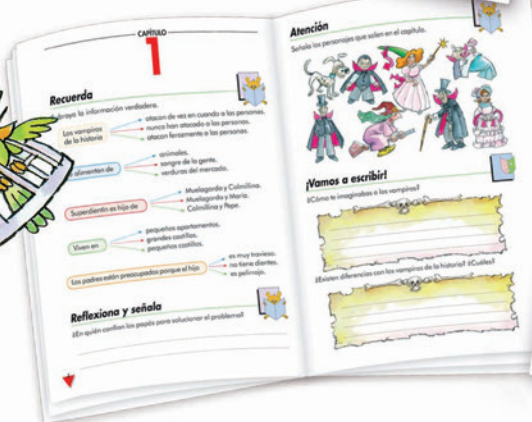 CAPÍTULO
1
Recuerda
la información verdadera.
Los vampiros
de la historia
atacan de vez en cuando a las personas.
nunca han atacado a las personas.
atacan ferozmente a las personas.
alimentan de
animales.
sangre de la gente.
verduras del mercado.
Superdientín es hijo de
Muelagorda y Colmillina.
Muelagorda y María.
Colmillina y Pepe.
Viven en
pequeños apartamentos.
grandes castillos.
pequeños castillos.
Los padres están preocupados porque el hijo
es muy travieso.
no tiene dientes.
es pelirrojo.
Reflexiona y señala
¿En quién confían los papás para solucionar el problema?
Atención
Señala los personajes que salen en el capítulo.
¡Vamos a escribir!
¿Cómo te imaginabas a los vampiros?
¿Existen diferencias con los vampiros de la historia? ¿Cuáles?